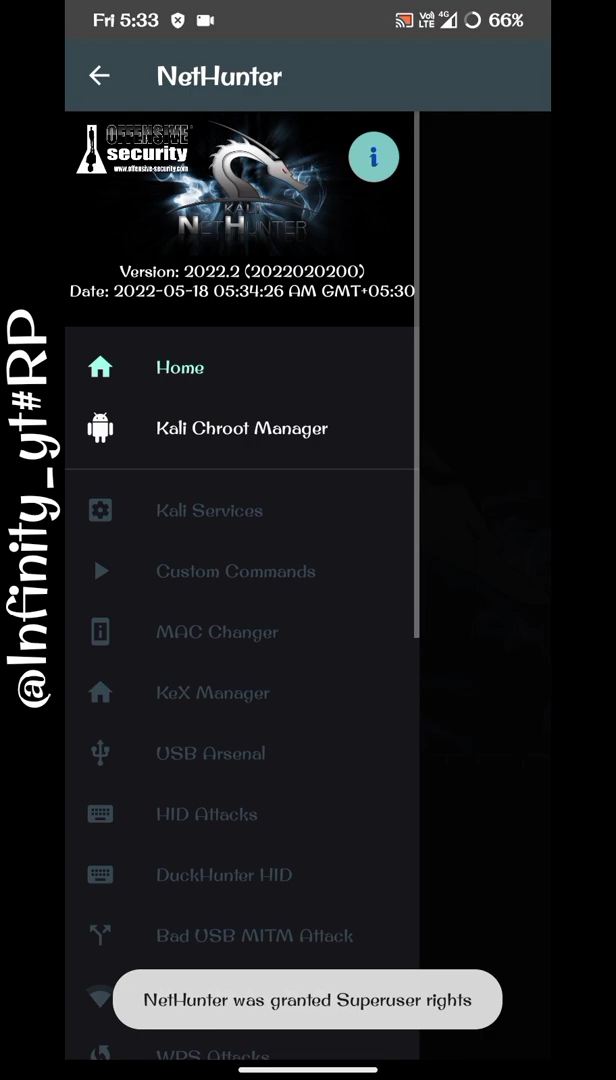 Fri 5:33
Vo)) LTE 4G 66%
NetHunter
OFFENSIVE
security
www.offensive-security.com
KALI
NETHUNTER
i
Version: 2022.2 (2022020200)
Date: 2022-05-18 05:34:26 AM GMT+05:30
Home
Kali Chroot Manager
Kali Services
Custom Commands
MAC Changer
KeX Manager
USB Arsenal
HID Attacks
DuckHunter HID
Bad USB MITM Attack
NetHunter was granted Superuser rights
WPS Attacks
@Infinity_yt#RP